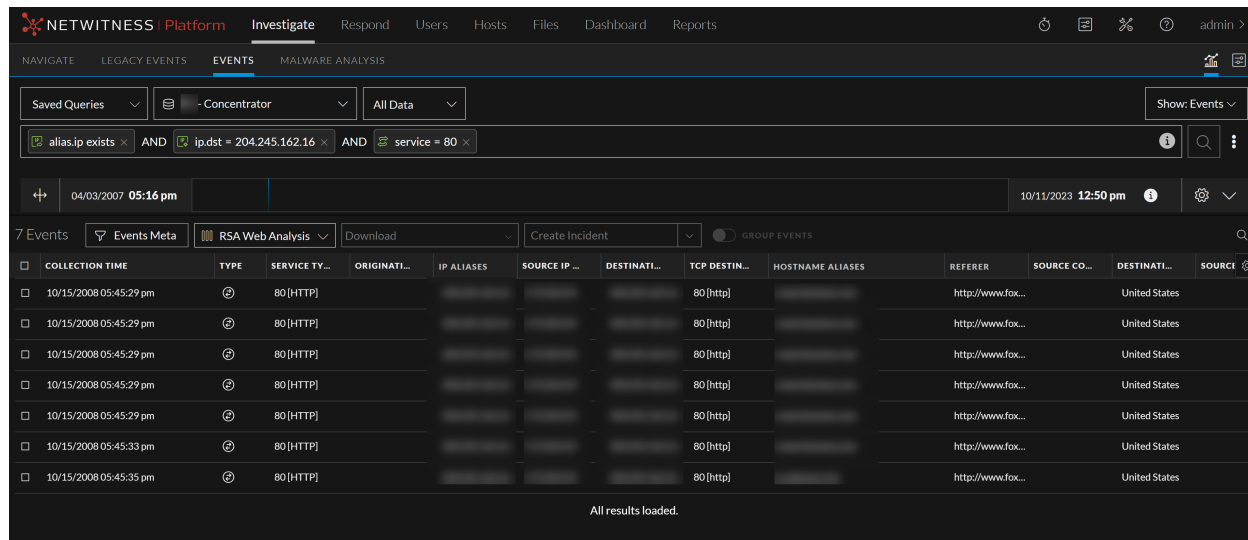 NETWITNESS | Platform Investigate Respond Users Hosts Files Dashboard Reports admin >
NAVIGATE LEGACY EVENTS EVENTS MALWARE ANALYSIS
Saved Queries - Concentrator All Data Show: Events
alias.ip exists × AND ip.dst = 204.245.162.16 × AND service = 80 ×
04/03/2007 05:16 pm 10/11/2023 12:50 pm
7 Events Events Meta RSA Web Analysis Download Create Incident GROUP EVENTS
COLLECTION TIME TYPE SERVICE TY... ORIGINATI... IP ALIASES SOURCE IP ... DESTINATI... TCP DESTIN... HOSTNAME ALIASES REFERER SOURCE CO... DESTINATI... SOURCE
10/15/2008 05:45:29 pm 80 [HTTP] 80 [http] http://www.fox... United States
10/15/2008 05:45:29 pm 80 [HTTP] 80 [http] http://www.fox... United States
10/15/2008 05:45:29 pm 80 [HTTP] 80 [http] http://www.fox... United States
10/15/2008 05:45:29 pm 80 [HTTP] 80 [http] http://www.fox... United States
10/15/2008 05:45:29 pm 80 [HTTP] 80 [http] http://www.fox... United States
10/15/2008 05:45:33 pm 80 [HTTP] 80 [http] http://www.fox... United States
10/15/2008 05:45:35 pm 80 [HTTP] 80 [http] http://www.fox... United States
All results loaded.